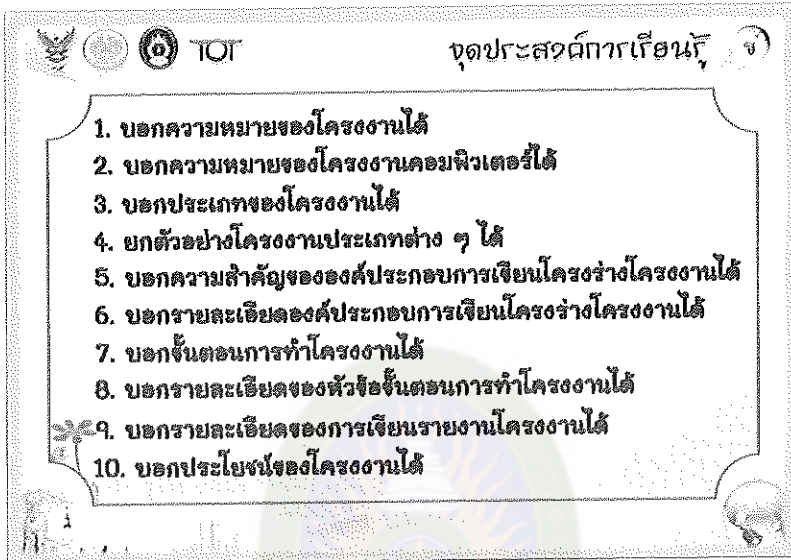 TOT
จุดประสงค์การเรียนรู้
ข
1. บอกความหมายของโครงงานได้
2. บอกความหมายของโครงงานคอมพิวเตอร์ได้
3. บอกประเภทของโครงงานได้
4. ยกตัวอย่างโครงงานประเภทต่าง ๆ ได้
5. บอกความสำคัญขององค์ประกอบการเขียนโครงร่างโครงงานได้
6. บอกรายละเอียดองค์ประกอบการเขียนโครงร่างโครงงานได้
7. บอกขั้นตอนการทำโครงงานได้
8. บอกรายละเอียดของหัวข้อขั้นตอนการทำโครงงานได้
9. บอกรายละเอียดของการเขียนรายงานโครงงานได้
10. บอกประโยชน์ของโครงงานได้